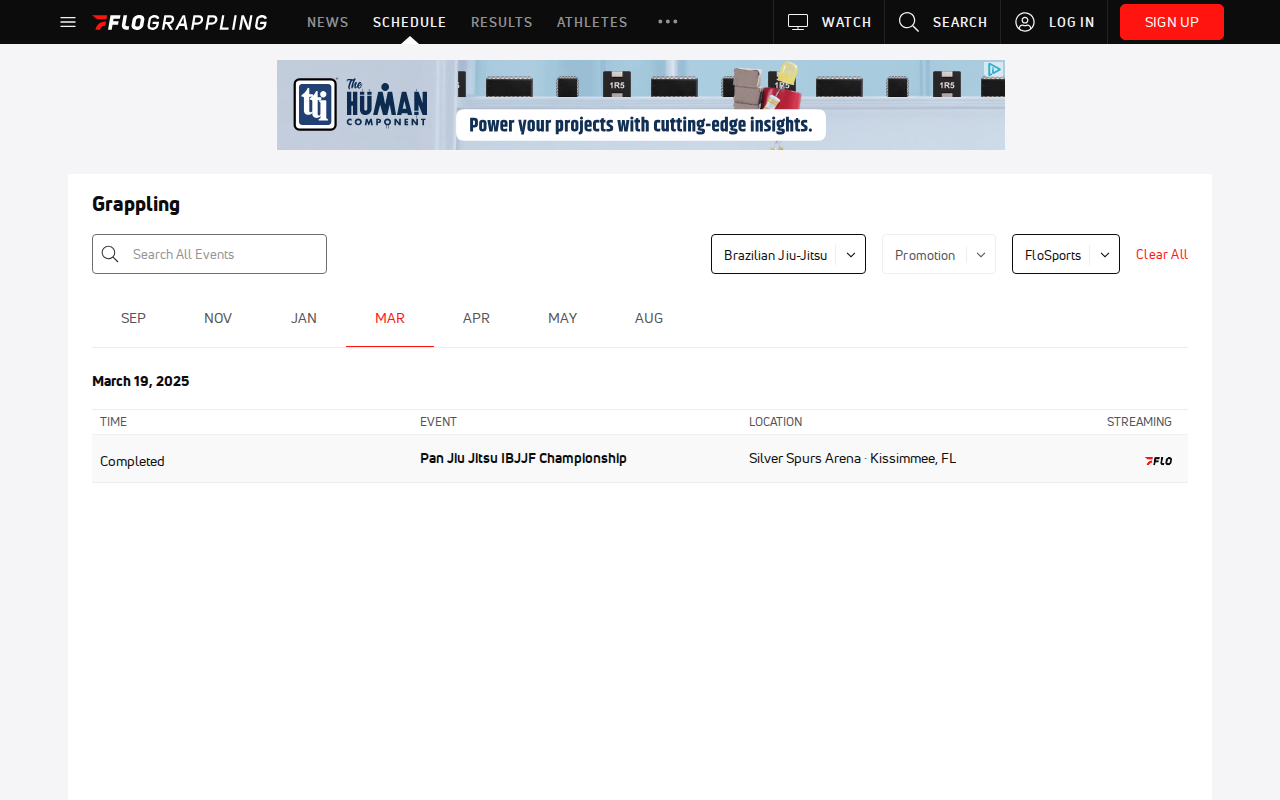 FLOGRAPPLING NEWS SCHEDULE RESULTS ATHLETES WATCH SEARCH LOG IN SIGN UP
tti The HUMAN COMPONENT
1R5 1R5 1R5
Power your projects with cutting-edge insights.
Grappling
Search All Events Brazilian Jiu-Jitsu Promotion FloSports Clear All
SEP NOV JAN MAR APR MAY AUG
March 19, 2025
TIME EVENT LOCATION STREAMING
Completed Pan Jiu Jitsu IBJJF Championship Silver Spurs Arena · Kissimmee, FL FLO